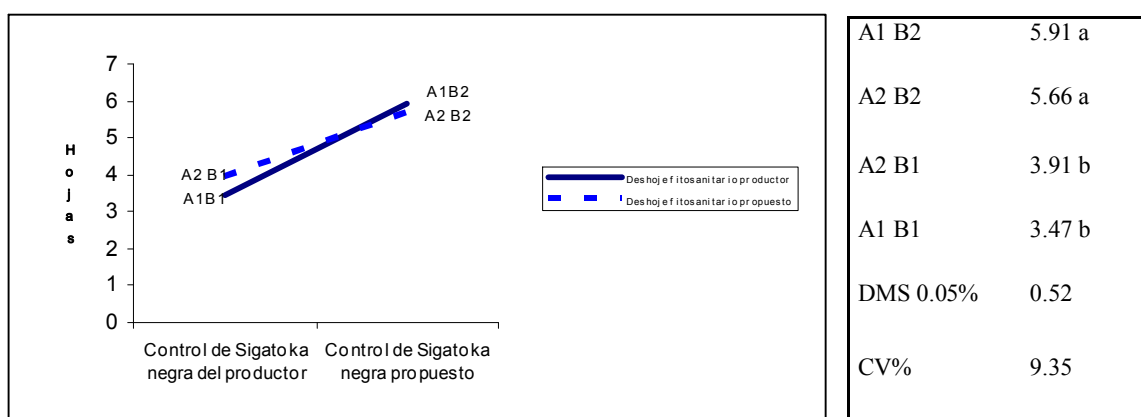 7
6
5
4
3
2
1
0
Hojas
A1B2
A2 B2
A2 B1
A1B1
Control de Sigatoka
negra del productor
Control de Sigatoka
negra propuesto
Deshoje fitosanitario productor
Deshoje fitosanitario propuesto
A1 B2 5.91 a
A2 B2 5.66 a
A2 B1 3.91 b
A1 B1 3.47 b
DMS 0.05% 0.52
CV% 9.35